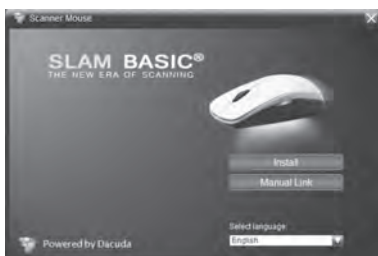 Scanner Mouse
SLAM BASIC®
THE NEW ERA OF SCANNING
Install
Manual Link
Select language:
English
Powered by Dacuda